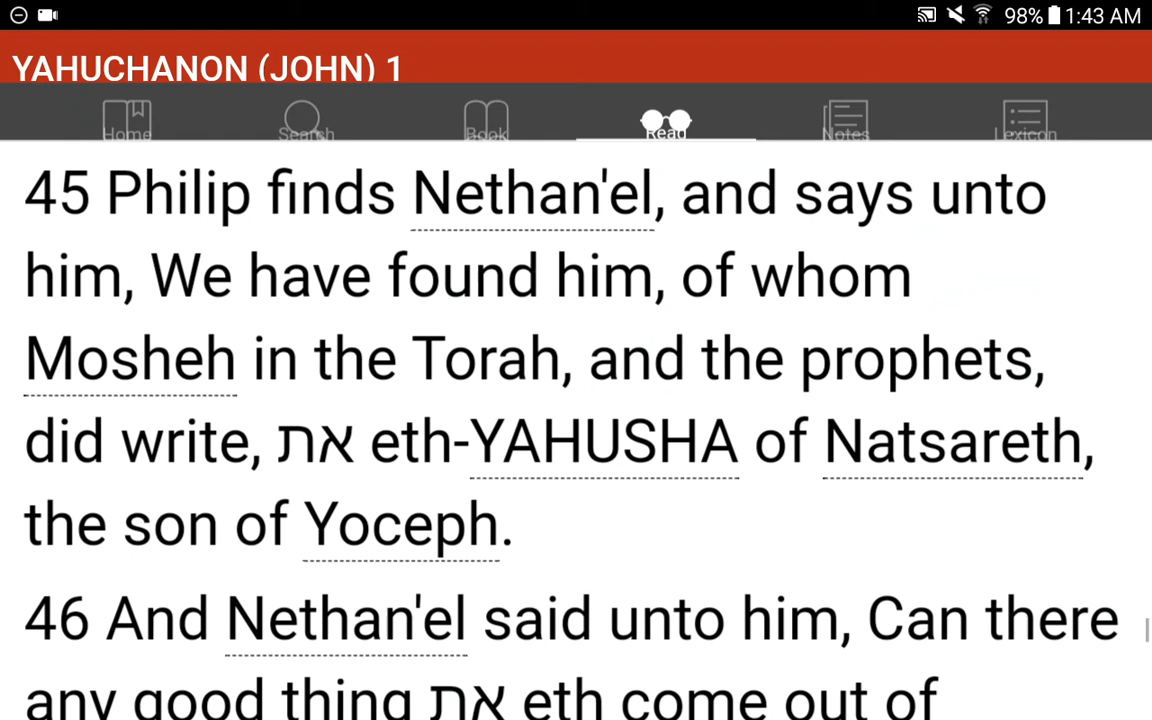 98% 1:43 AM
YAHUCHANON (JOHN) 1
Home Search Book Read Notes Lexicon
45 Philip finds Nethan'el, and says unto
him, We have found him, of whom
Mosheh in the Torah, and the prophets,
did write, את eth-YAHUSHA of Natsareth,
the son of Yoceph.
46 And Nethan'el said unto him, Can there
any good thing את eth come out of